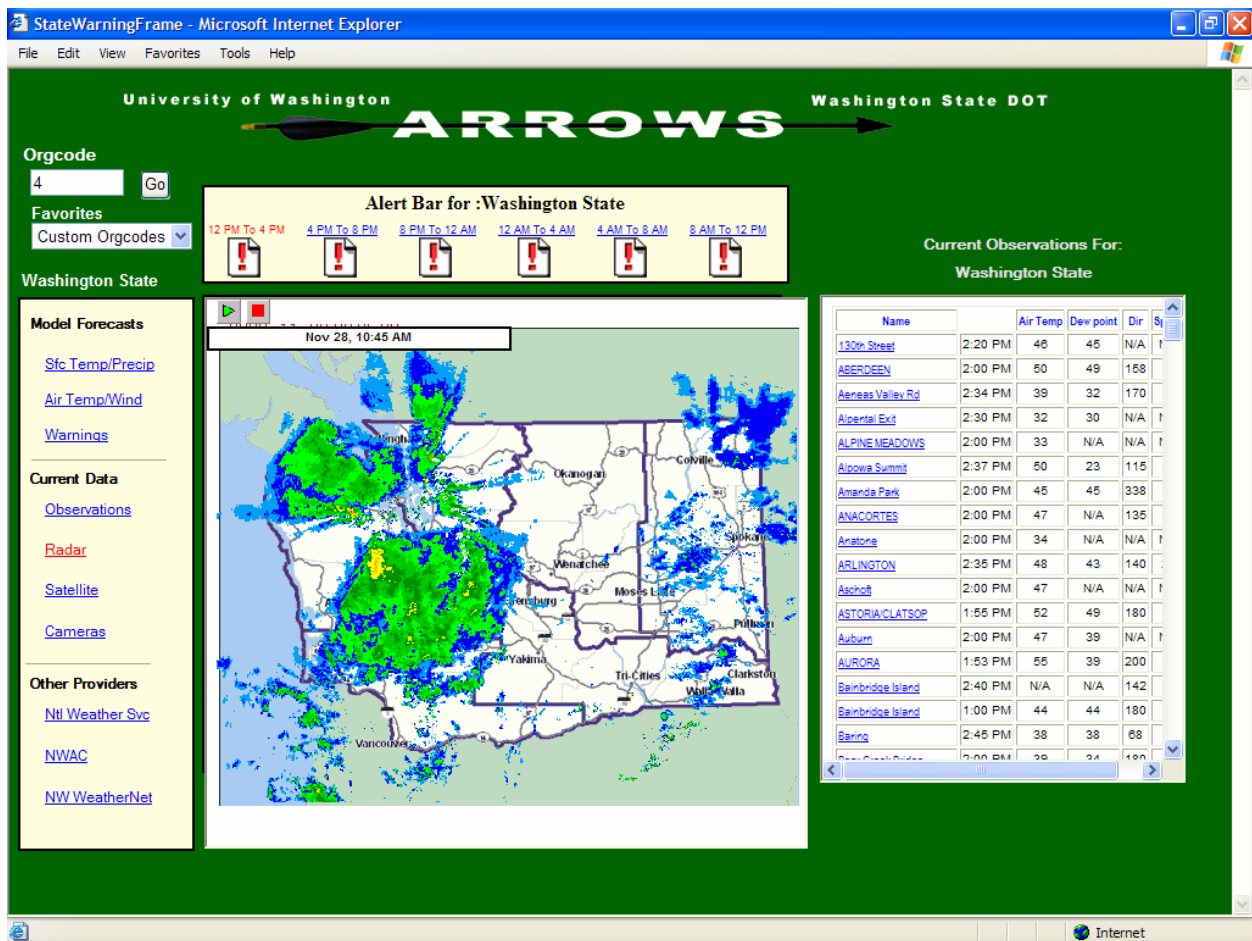 StateWarningFrame - Microsoft Internet Explorer
File Edit View Favorites Tools Help
University of Washington
ARROWS
Washington State DOT
Orgcode
4 Go
Favorites
Custom Orgcodes
Washington State
Alert Bar for :Washington State
12 PM To 4 PM 4 PM To 8 PM 8 PM To 12 AM 12 AM To 4 AM 4 AM To 8 AM 8 AM To 12 PM
Model Forecasts
Sfc Temp/Precip
Air Temp/Wind
Warnings
Current Data
Observations
Radar
Satellite
Cameras
Other Providers
Ntl Weather Svc
NWAC
NW WeatherNet
Nov 28, 10:45 AM
Colville
Okanogan
Spokane
Wenatchee
Moses Lake
Pullman
Yakima
Tri-Cities
Clarkston
Walla Walla
Vancouver
Current Observations For:
Washington State
Name Air Temp Dew point Dir
130th Street 2:20 PM 46 45 N/A
ABERDEEN 2:00 PM 50 49 158
Aeneas Valley Rd 2:34 PM 39 32 170
Alpental Exit 2:30 PM 32 30 N/A
ALPINE MEADOWS 2:00 PM 33 N/A N/A
Alpowa Summit 2:37 PM 50 23 115
Amanda Park 2:00 PM 45 45 338
ANACORTES 2:00 PM 47 N/A 135
Anatone 2:00 PM 34 N/A N/A
ARLINGTON 2:35 PM 48 43 140
Aschoft 2:00 PM 47 N/A N/A
ASTORIA/CLATSOP 1:55 PM 52 49 180
Auburn 2:00 PM 47 39 N/A
AURORA 1:53 PM 55 39 200
Bainbridge Island 2:40 PM N/A N/A 142
Bainbridge Island 1:00 PM 44 44 180
Baring 2:45 PM 38 38 68
2:00 PM 39 34 180
Internet